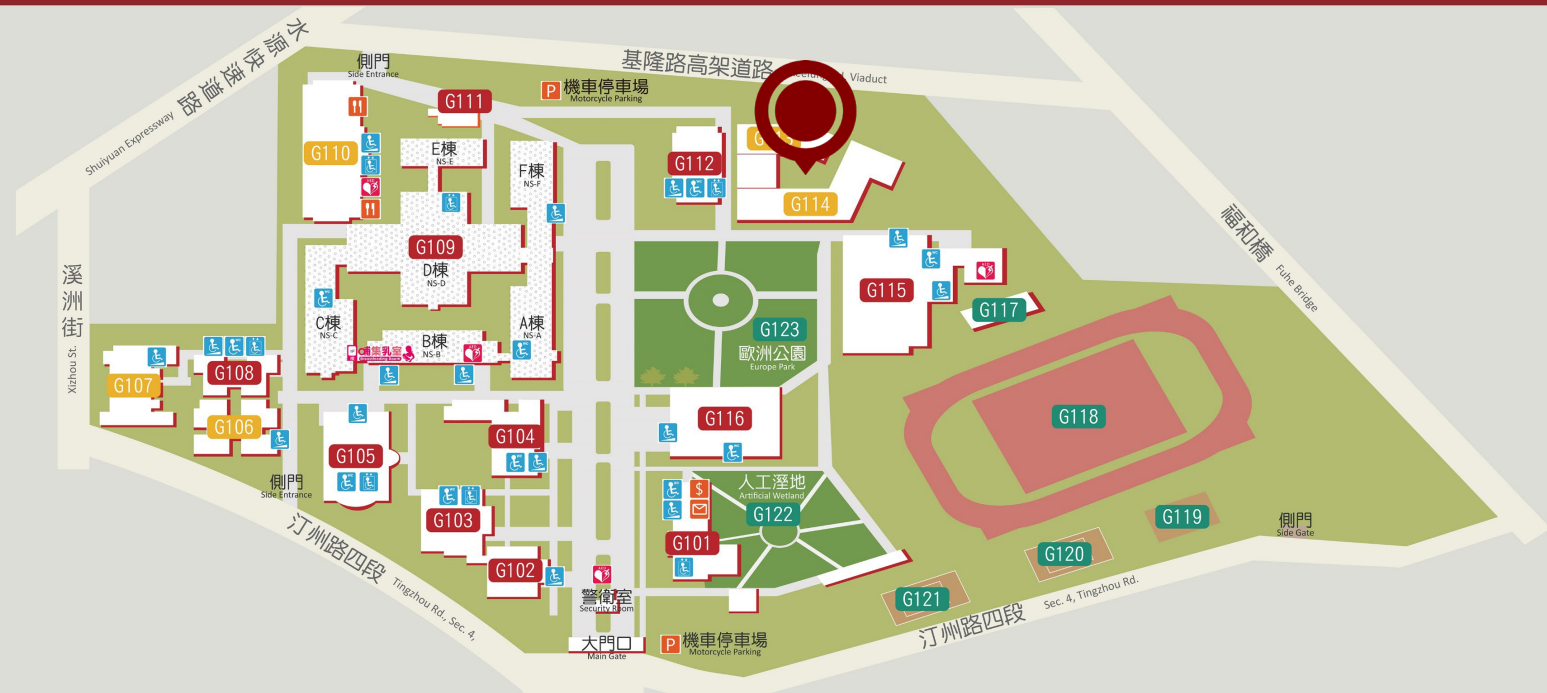 水源快速道路
Shuiyuan Expressway
側門
Side Entrance
基隆路高架道路
Rd. Viaduct
P 機車停車場
Motorcycle Parking
G111
G110
E棟
NS-E
F棟
NS-F
G112
G114
福和橋
Fuhe Bridge
G109
D棟
NS-D
G115
溪洲街
Xizhou St.
C棟
NS-C
A棟
NS-A
B棟
NS-B
哺集乳室
G117
G123
歐洲公園
Europe Park
G107
G108
G106
G105
G104
G116
G118
側門
Side Entrance
人工溼地
Artificial Wetland
G122
$
G103
G101
G102
G119
側門
Side Gate
G120
G121
汀州路四段
Tingzhou Rd., Sec. 4,
警衛室
Security Room
大門口
Main Gate
P 機車停車場
Motorcycle Parking
汀州路四段
Sec. 4, Tingzhou Rd.